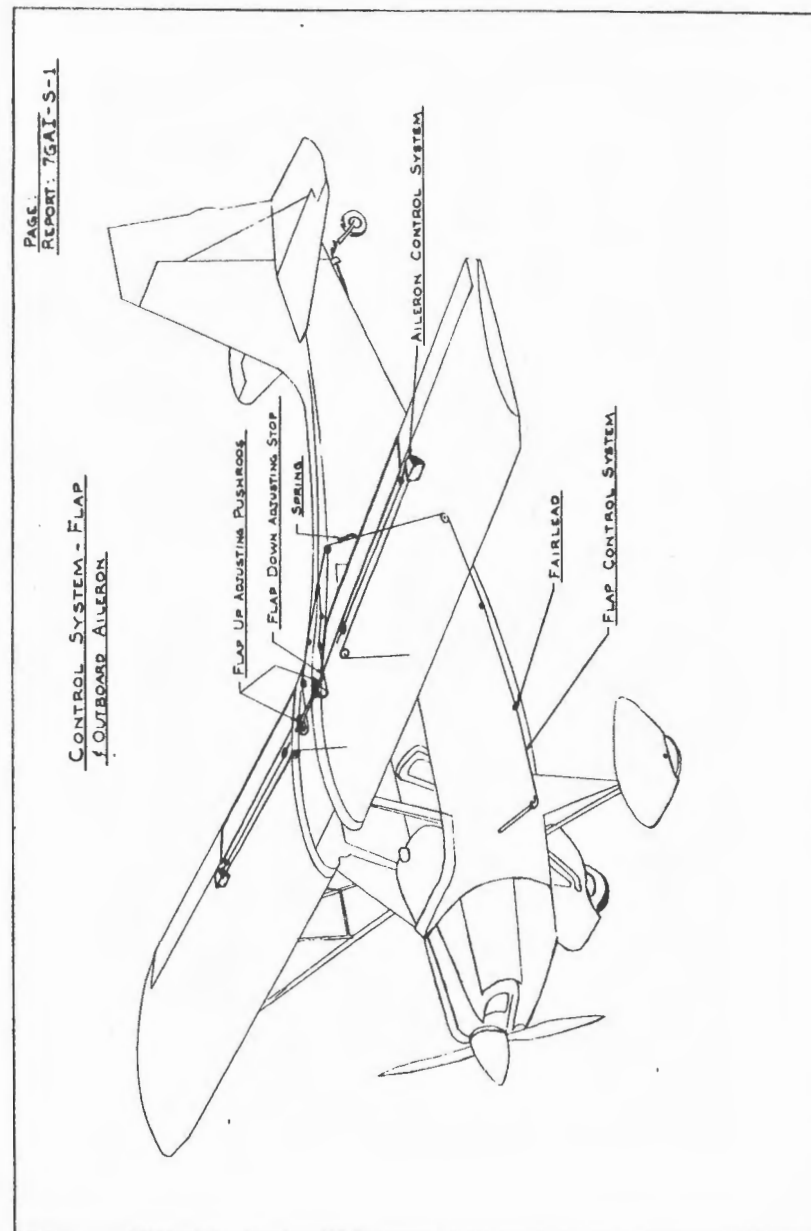 PAGE:
REPORT: 7GAI-S-1
CONTROL SYSTEM - FLAP
& OUTBOARD AILERON
FLAP UP ADJUSTING PUSHRODS
FLAP DOWN ADJUSTING STOP
SPRING
AILERON CONTROL SYSTEM
FAIRLEAD
FLAP CONTROL SYSTEM